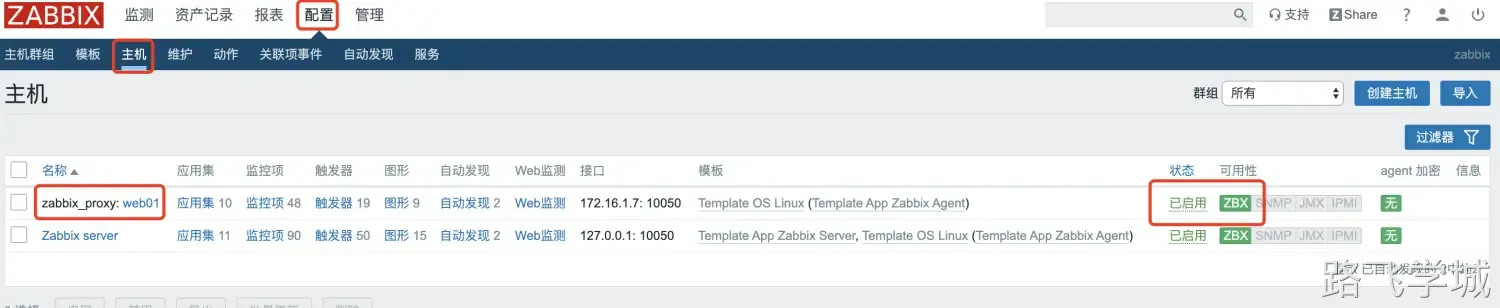 ZABBIX 监测 资产记录 报表 配置 管理 支持 Share ?
主机群组 模板 主机 维护 动作 关联项事件 自动发现 服务 zabbix
主机 群组 所有 创建主机 导入
过滤器
名称 应用集 监控项 触发器 图形 自动发现 Web监测 接口 模板 状态 可用性 agent 加密 信息
zabbix_proxy: web01 应用集 10 监控项 48 触发器 19 图形 9 自动发现 2 Web监测 172.16.1.7: 10050 Template OS Linux (Template App Zabbix Agent) 已启用 ZBX SNMP JMX IPMI 无
Zabbix server 应用集 11 监控项 90 触发器 50 图形 15 自动发现 2 Web监测 127.0.0.1: 10050 Template App Zabbix Server, Template OS Linux (Template App Zabbix Agent) 已启用 ZBX SNMP JMX IPMI 无
路飞学城